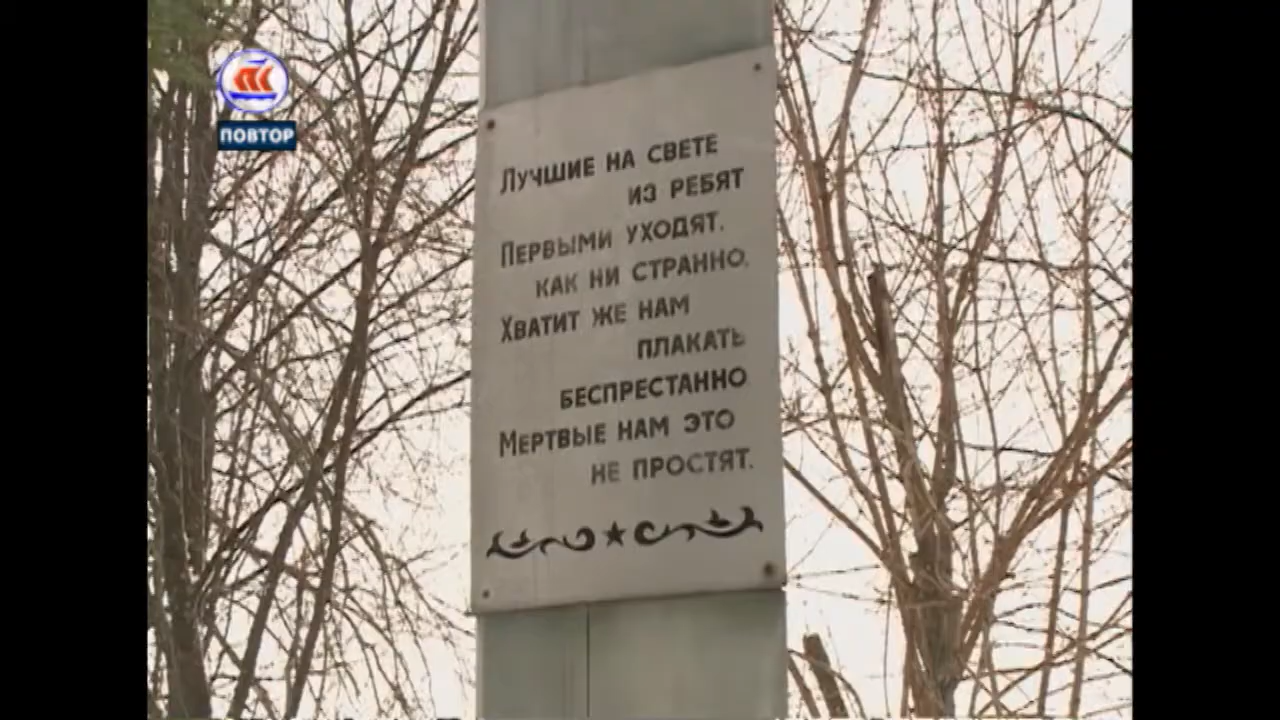 ПОВТОР
Лучшие на свете
из ребят
Первыми уходят,
как ни странно.
Хватит же нам
плакать
беспрестанно
Мертвые нам это
не простят.